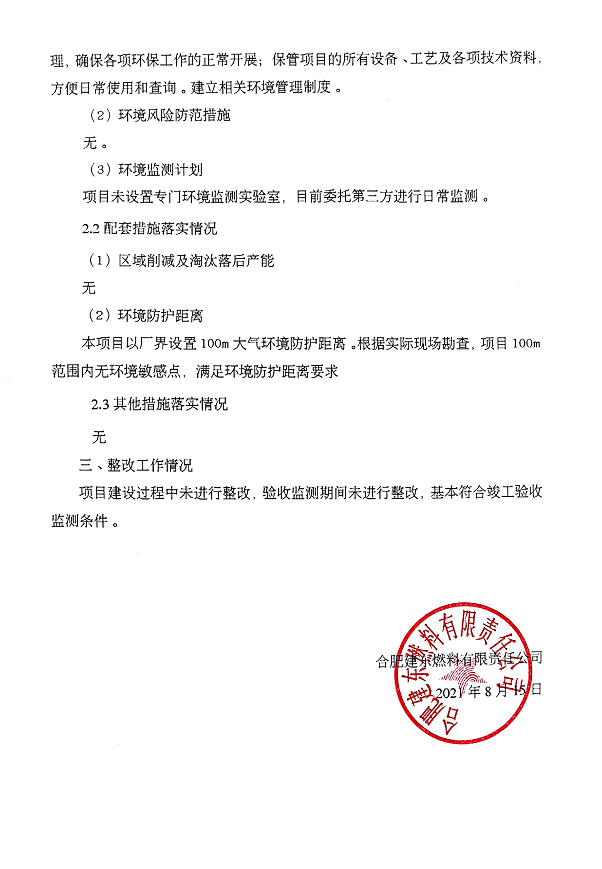 理，确保各项环保工作的正常开展；保管项目的所有设备、工艺及各项技术资料，
方便日常使用和查询。建立相关环境管理制度。
（2）环境风险防范措施
无。
（3）环境监测计划
项目未设置专门环境监测实验室，目前委托第三方进行日常监测。
2.2 配套措施落实情况
（1）区域削减及淘汰落后产能
无
（2）环境防护距离
本项目以厂界设置 100m 大气环境防护距离。根据实际现场勘查，项目 100m
范围内无环境敏感点，满足环境防护距离要求
2.3 其他措施落实情况
无
三、整改工作情况
项目建设过程中未进行整改，验收监测期间未进行整改，基本符合竣工验收
监测条件。
合肥建东燃料有限责任公司
2021 年 8 月 15 日
合肥建东燃料有限责任公司